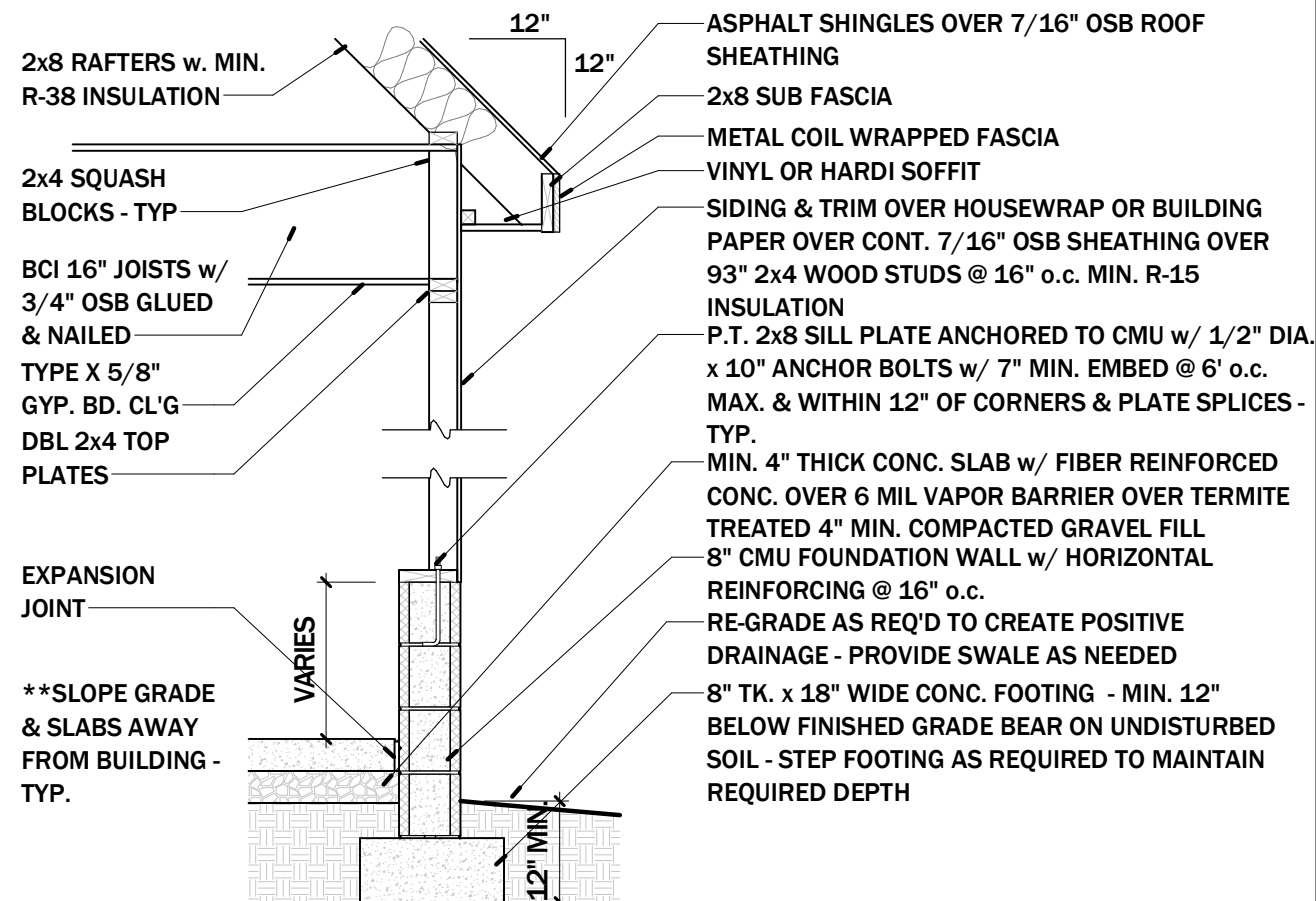 2x8 RAFTERS w. MIN.
R-38 INSULATION
2x4 SQUASH
BLOCKS - TYP
BCI 16" JOISTS w/
3/4" OSB GLUED
& NAILED
TYPE X 5/8"
GYP. BD. CL'G
DBL 2x4 TOP
PLATES
EXPANSION
JOINT
**SLOPE GRADE
& SLABS AWAY
FROM BUILDING -
TYP.
12"
12"
VARIES
12" MIN.
ASPHALT SHINGLES OVER 7/16" OSB ROOF
SHEATHING
2x8 SUB FASCIA
METAL COIL WRAPPED FASCIA
VINYL OR HARDI SOFFIT
SIDING & TRIM OVER HOUSEWRAP OR BUILDING
PAPER OVER CONT. 7/16" OSB SHEATHING OVER
93" 2x4 WOOD STUDS @ 16" o.c. MIN. R-15
INSULATION
P.T. 2x8 SILL PLATE ANCHORED TO CMU w/ 1/2" DIA.
x 10" ANCHOR BOLTS w/ 7" MIN. EMBED @ 6' o.c.
MAX. & WITHIN 12" OF CORNERS & PLATE SPLICES -
TYP.
MIN. 4" THICK CONC. SLAB w/ FIBER REINFORCED
CONC. OVER 6 MIL VAPOR BARRIER OVER TERMITE
TREATED 4" MIN. COMPACTED GRAVEL FILL
8" CMU FOUNDATION WALL w/ HORIZONTAL
REINFORCING @ 16" o.c.
RE-GRADE AS REQ'D TO CREATE POSITIVE
DRAINAGE - PROVIDE SWALE AS NEEDED
8" TK. x 18" WIDE CONC. FOOTING - MIN. 12"
BELOW FINISHED GRADE BEAR ON UNDISTURBED
SOIL - STEP FOOTING AS REQUIRED TO MAINTAIN
REQUIRED DEPTH